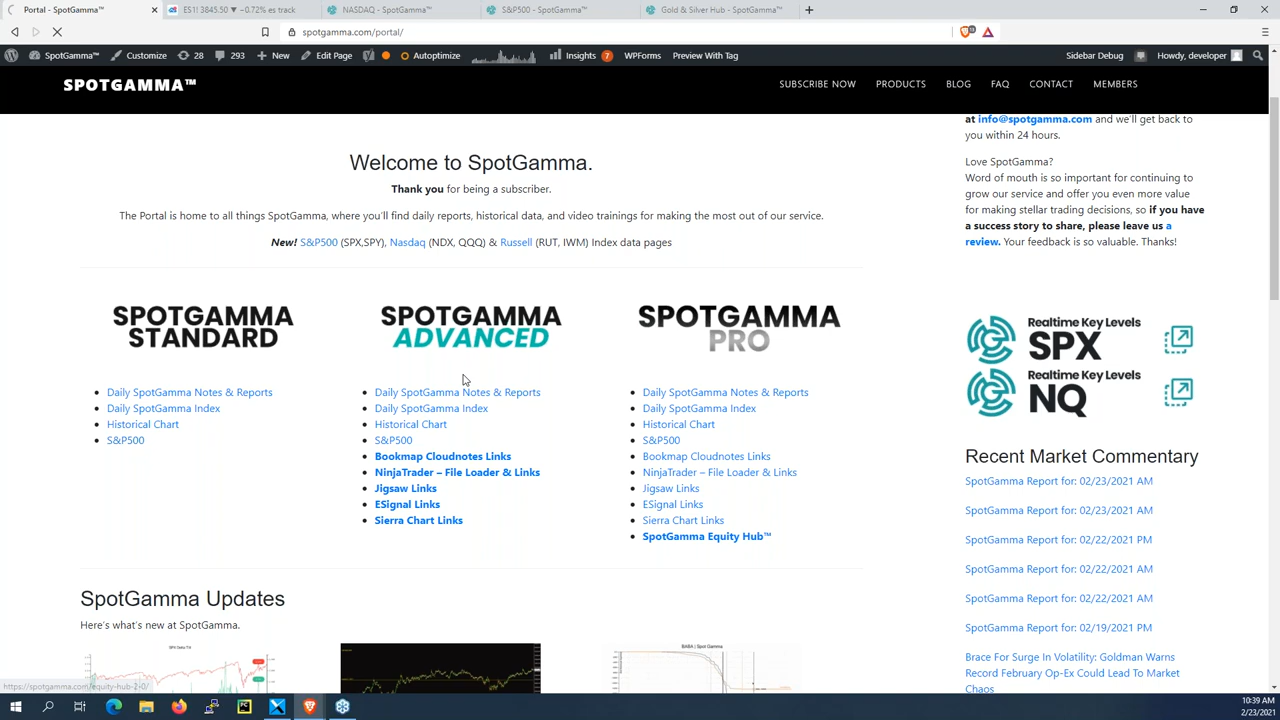 Portal - SpotGamma™
ES1! 3845.50 ▼ −0.72% es track
NASDAQ - SpotGamma™
S&P500 - SpotGamma™
Gold & Silver Hub - SpotGamma™
spotgamma.com/portal/
SpotGamma™ Customize 28 293 New Edit Page Autoptimize Insights 7 WPForms Preview With Tag Sidebar Debug Howdy, developer
SPOTGAMMA™
SUBSCRIBE NOW PRODUCTS BLOG FAQ CONTACT MEMBERS
Welcome to SpotGamma.
Thank you for being a subscriber.
The Portal is home to all things SpotGamma, where you'll find daily reports, historical data, and video trainings for making the most out of our service.
New! S&P500 (SPX,SPY), Nasdaq (NDX, QQQ) & Russell (RUT, IWM) Index data pages
SPOTGAMMA
STANDARD
Daily SpotGamma Notes & Reports
Daily SpotGamma Index
Historical Chart
S&P500
SPOTGAMMA
ADVANCED
Daily SpotGamma Notes & Reports
Daily SpotGamma Index
Historical Chart
S&P500
Bookmap Cloudnotes Links
NinjaTrader – File Loader & Links
Jigsaw Links
ESignal Links
Sierra Chart Links
SPOTGAMMA
PRO
Daily SpotGamma Notes & Reports
Daily SpotGamma Index
Historical Chart
S&P500
Bookmap Cloudnotes Links
NinjaTrader – File Loader & Links
Jigsaw Links
ESignal Links
Sierra Chart Links
SpotGamma Equity Hub™
SpotGamma Updates
Here's what's new at SpotGamma.
SPX Delta Tilt
BABA | Spot Gamma
at info@spotgamma.com and we'll get back to
you within 24 hours.
Love SpotGamma?
Word of mouth is so important for continuing to
grow our service and offer you even more value
for making stellar trading decisions, so if you have
a success story to share, please leave us a
review. Your feedback is so valuable. Thanks!
Realtime Key Levels
SPX
Realtime Key Levels
NQ
Recent Market Commentary
SpotGamma Report for: 02/23/2021 AM
SpotGamma Report for: 02/23/2021 AM
SpotGamma Report for: 02/22/2021 PM
SpotGamma Report for: 02/22/2021 AM
SpotGamma Report for: 02/22/2021 AM
SpotGamma Report for: 02/19/2021 PM
Brace For Surge In Volatility: Goldman Warns
Record February Op-Ex Could Lead To Market
Chaos
https://spotgamma.com/equity-hub-2-0/
10:39 AM
2/23/2021